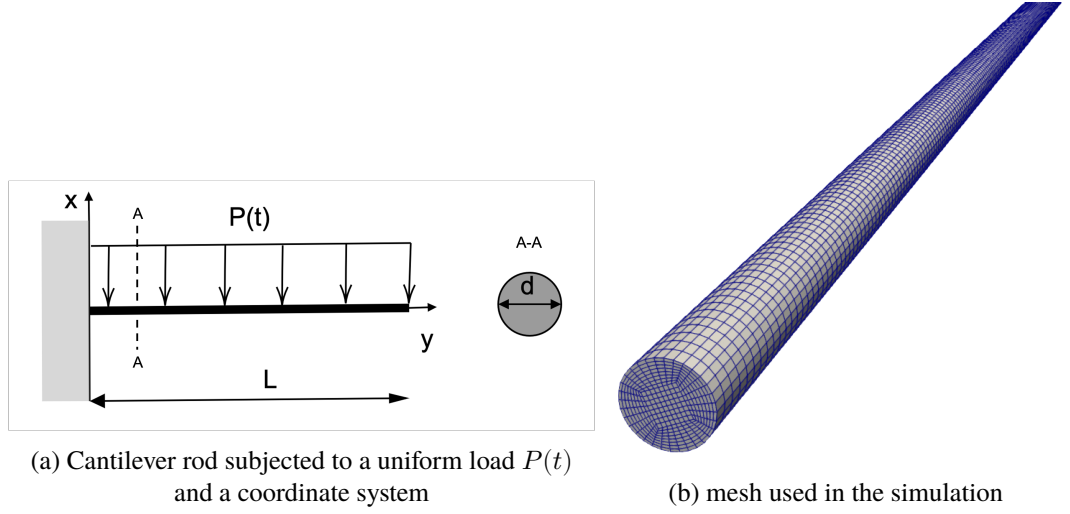 x
A
P(t)
A-A
d
y
A
L
(a) Cantilever rod subjected to a uniform load P(t)
and a coordinate system
(b) mesh used in the simulation